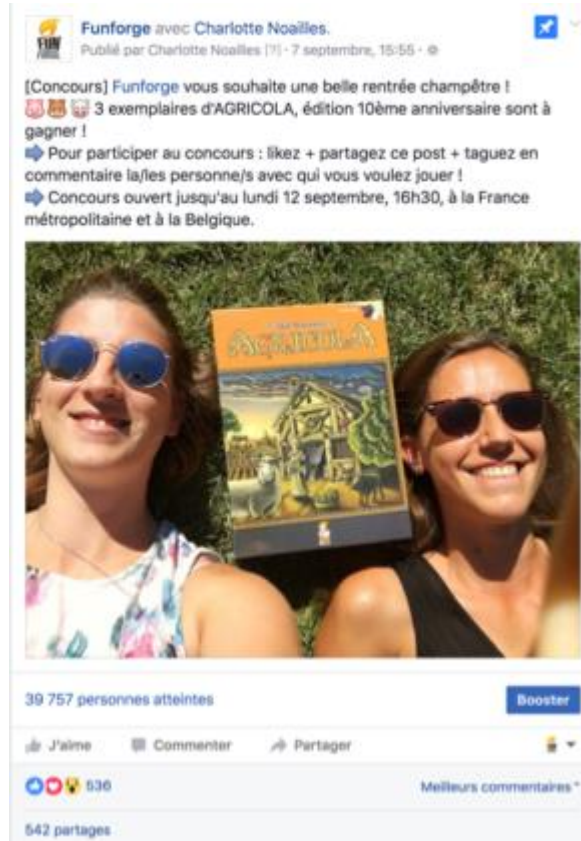 Funforge avec Charlotte Noailles.
Publié par Charlotte Noailles [?] · 7 septembre, 15:55 ·
[Concours] Funforge vous souhaite une belle rentrée champêtre !
3 exemplaires d'AGRICOLA, édition 10ème anniversaire sont à
gagner !
Pour participer au concours : likez + partagez ce post + taguez en
commentaire la/les personne/s avec qui vous voulez jouer !
Concours ouvert jusqu'au lundi 12 septembre, 16h30, à la France
métropolitaine et à la Belgique.
AGRICOLA
39 757 personnes atteintes
Booster
J'aime Commenter Partager
536
Meilleurs commentaires
542 partages